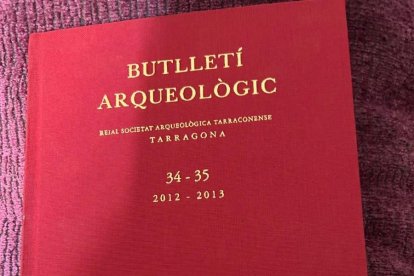 BUTLLETÍ
ARQUEOLÒGIC
REIAL SOCIETAT ARQUEOLÒGICA TARRACONENSE
TARRAGONA
34 - 35
2012 - 2013